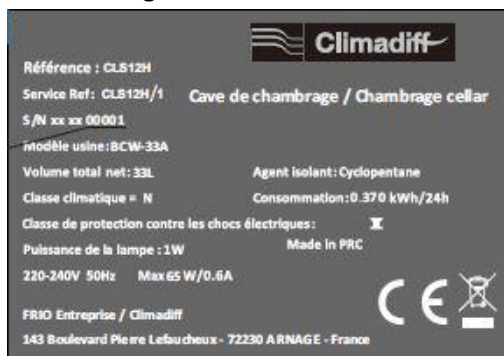 Climadiff
Référence : CLS12H
Service Ref: CLS12H/1
Cave de chambrage / Chambrage cellar
S/N xx xx 00001
Modèle usine:BCW-33A
Volume total net:33L
Agent isolant:Cyclopentane
Classe climatique = N
Consommation:0.370 kWh/24h
Classe de protection contre les chocs électriques:
Puissance de la lampe :1W
Made in PRC
220-240V 50Hz Max 65 W/0.6A
CE
FRIO Entreprise / Climadiff
143 Boulevard Pierre Lefaucheux - 72230 ARNAGE - France